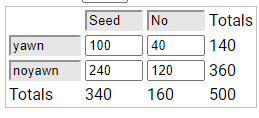 Seed No Totals
yawn 100 40 140
noyawn 240 120 360
Totals 340 160 500